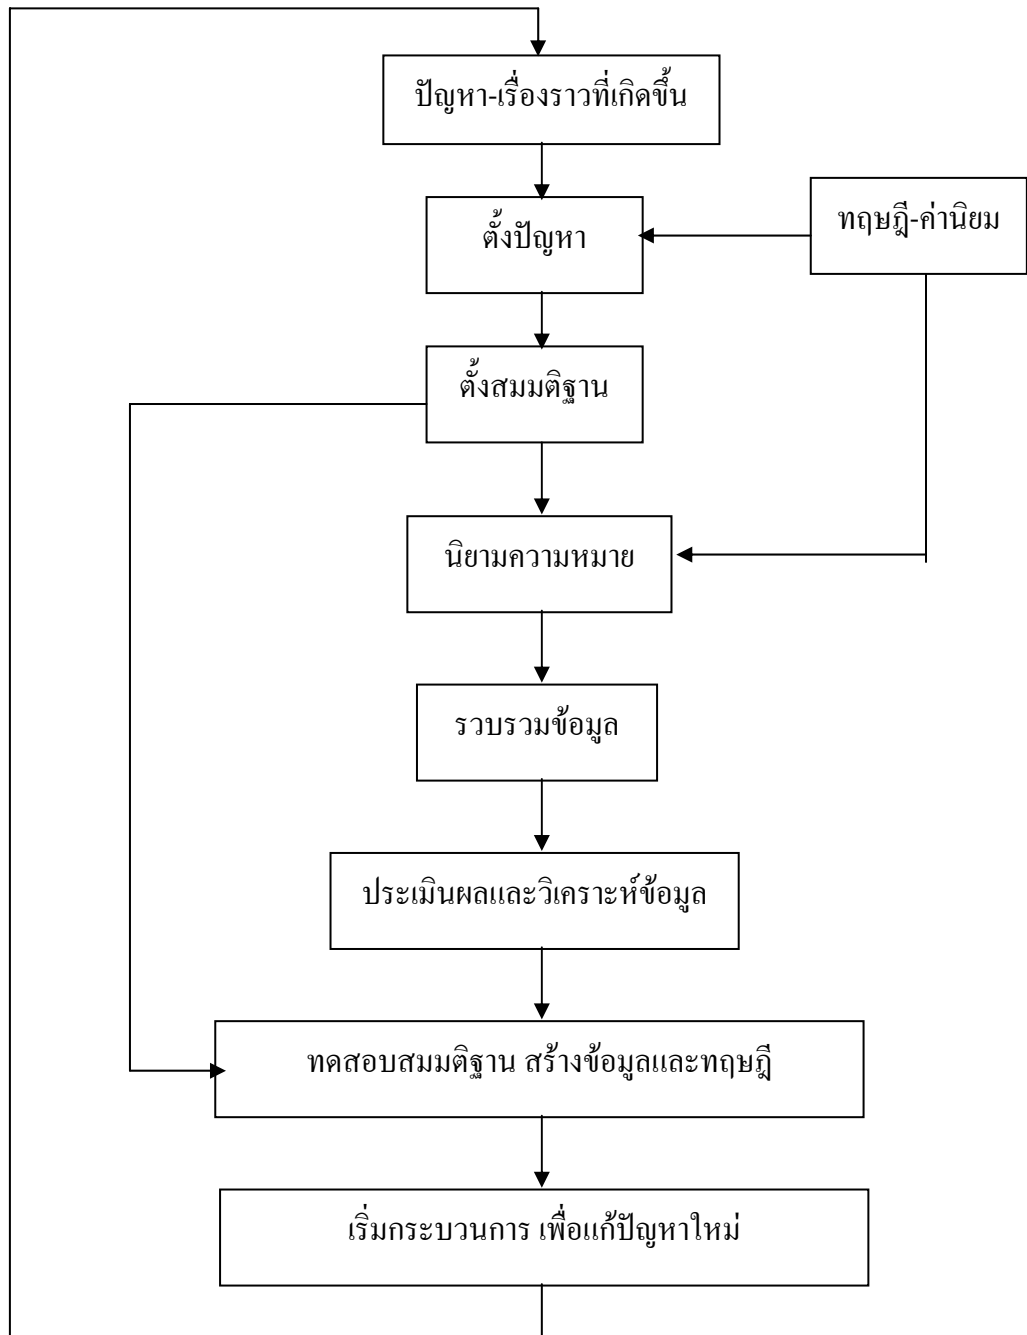 ปัญหา-เรื่องราวที่เกิดขึ้น
ทฤษฎี-ค่านิยม
ตั้งปัญหา
ตั้งสมมติฐาน
นิยามความหมาย
รวบรวมข้อมูล
ประเมินผลและวิเคราะห์ข้อมูล
ทดสอบสมมติฐาน สร้างข้อมูลและทฤษฎี
เริ่มกระบวนการ เพื่อแก้ปัญหาใหม่